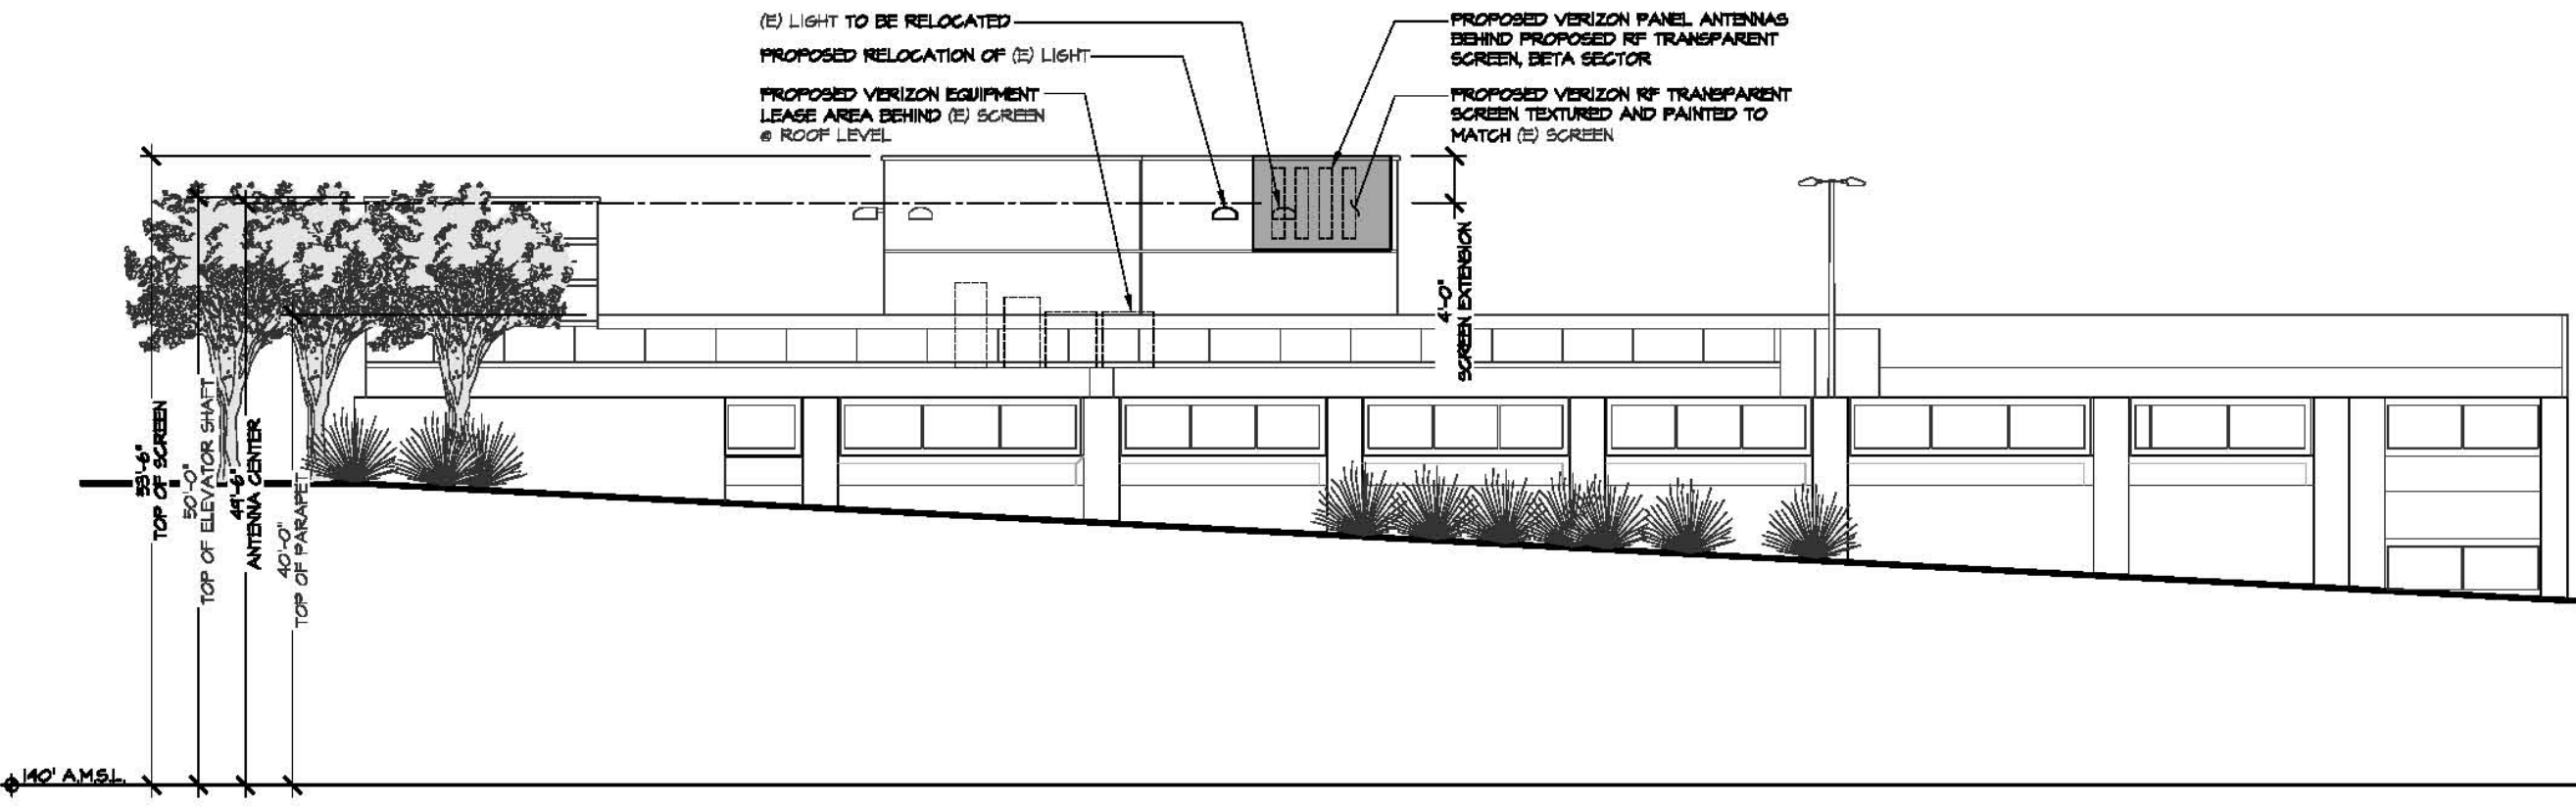 (E) LIGHT TO BE RELOCATED
PROPOSED RELOCATION OF (E) LIGHT
PROPOSED VERIZON EQUIPMENT
LEASE AREA BEHIND (E) SCREEN
@ ROOF LEVEL
PROPOSED VERIZON PANEL ANTENNAS
BEHIND PROPOSED RF TRANSPARENT
SCREEN, BETA SECTOR
PROPOSED VERIZON RF TRANSPARENT
SCREEN TEXTURED AND PAINTED TO
MATCH (E) SCREEN
4'-0"
SCREEN EXTENSION
53'-6"
TOP OF SCREEN
50'-0"
TOP OF ELEVATOR SHAFT
49'-6"
ANTENNA CENTER
40'-0"
TOP OF PARAPET
140' A.M.S.L.